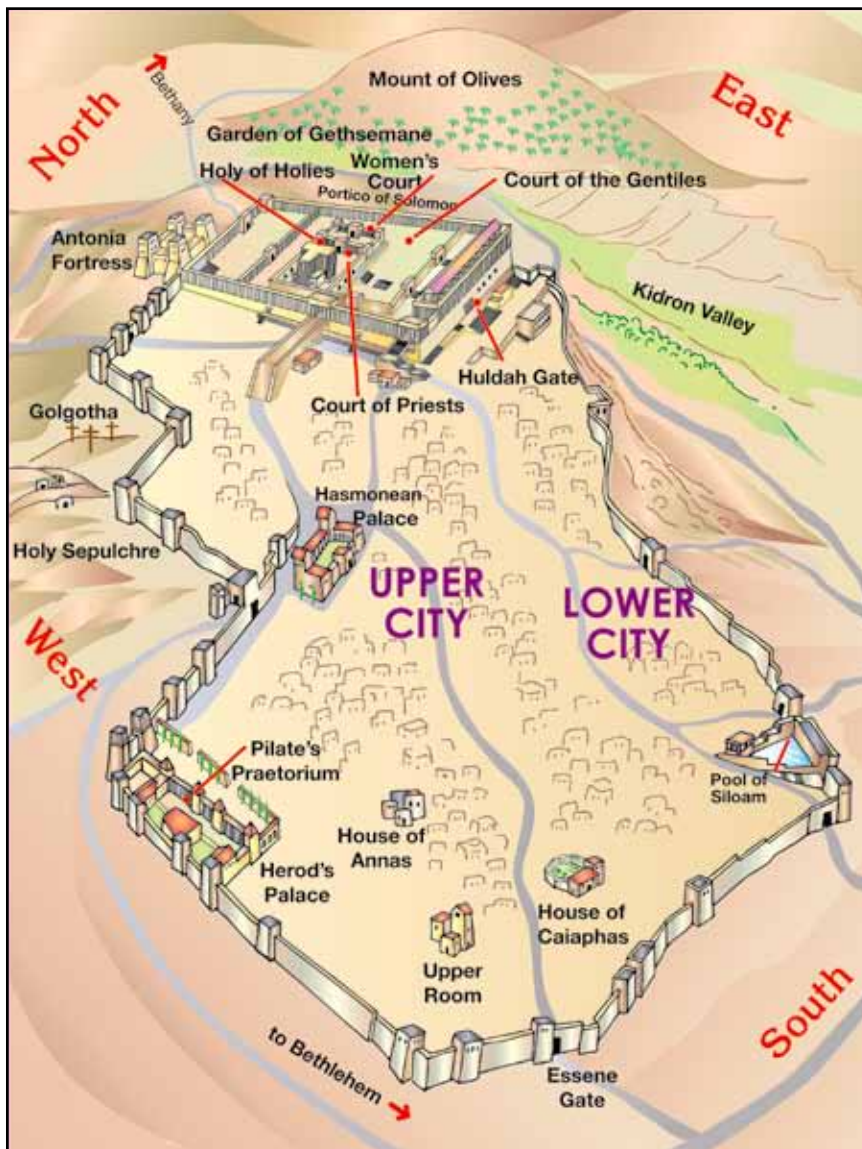 North
Bethany
Mount of Olives
East
Garden of Gethsemane
Holy of Holies
Women's
Court
Portico of Solomon
Court of the Gentiles
Antonia
Fortress
Kidron Valley
Huldah Gate
Court of Priests
Golgotha
Hasmonean
Palace
Holy Sepulchre
UPPER
CITY
LOWER
CITY
West
Pilate's
Praetorium
Pool of
Siloam
House of
Annas
Herod's
Palace
House of
Caiaphas
Upper
Room
South
to Bethlehem
Essene
Gate